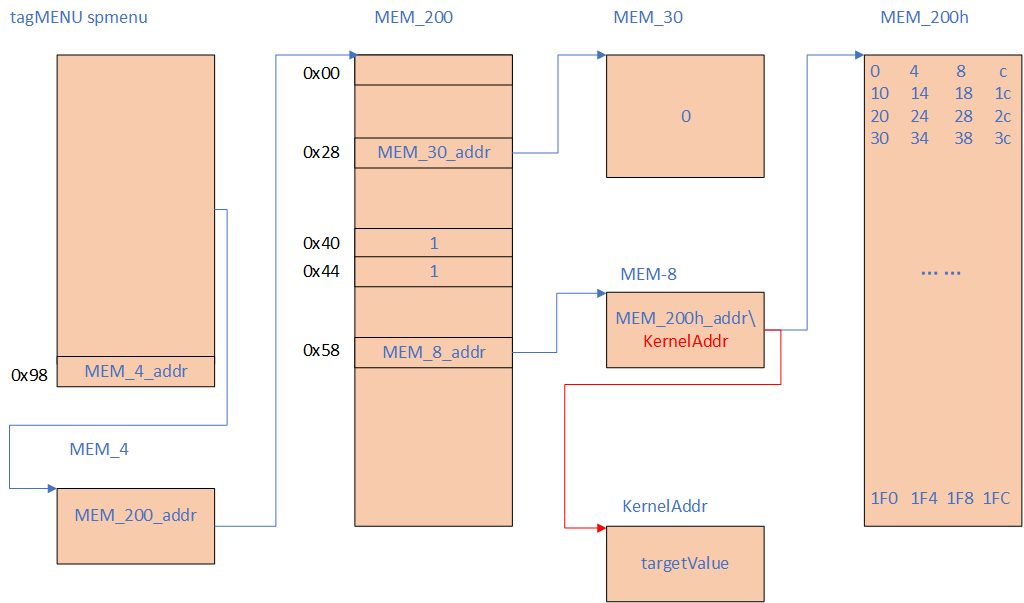 tagMENU spmenu
0x98
MEM_4_addr
MEM_4
MEM_200_addr
MEM_200
0x00
0x28
MEM_30_addr
0x40
1
0x44
1
0x58
MEM_8_addr
MEM_30
0
MEM-8
MEM_200h_addr\
KernelAddr
KernelAddr
targetValue
MEM_200h
0 4 8 c
10 14 18 1c
20 24 28 2c
30 34 38 3c
... ...
1F0 1F4 1F8 1FC